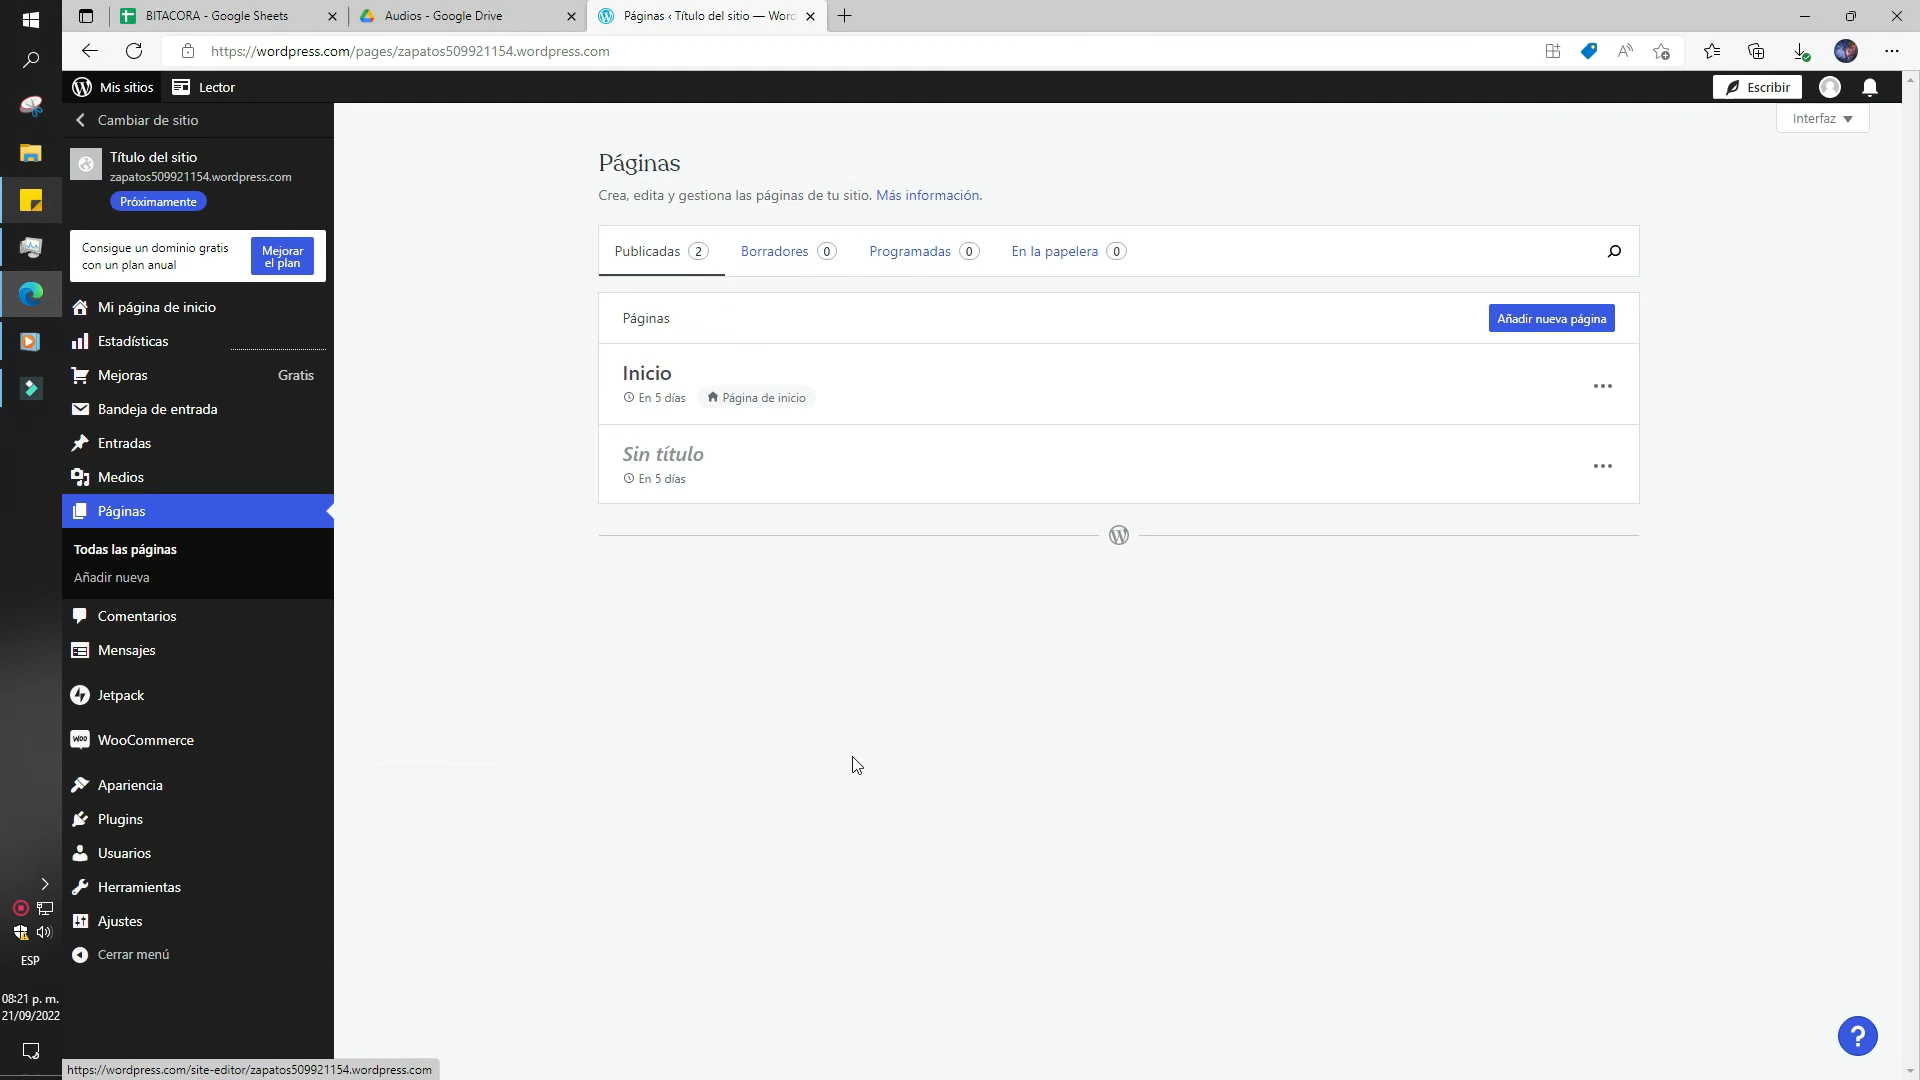 BITACORA - Google Sheets
Audios - Google Drive
Páginas ‹ Título del sitio — Word
https://wordpress.com/pages/zapatos509921154.wordpress.com
Mis sitios
Lector
Escribir
Cambiar de sitio
Interfaz
Título del sitio
zapatos509921154.wordpress.com
Próximamente
Consigue un dominio gratis
con un plan anual
Mejorar
el plan
Mi página de inicio
Estadísticas
Mejoras
Gratis
Bandeja de entrada
Entradas
Medios
Páginas
Todas las páginas
Añadir nueva
Comentarios
Mensajes
Jetpack
WooCommerce
Apariencia
Plugins
Usuarios
Herramientas
Ajustes
Cerrar menú
Páginas
Crea, edita y gestiona las páginas de tu sitio. Más información.
Publicadas 2
Borradores 0
Programadas 0
En la papelera 0
Páginas
Añadir nueva página
Inicio
En 5 días
Página de inicio
Sin título
En 5 días
ESP
08:21 p. m.
21/09/2022
https://wordpress.com/site-editor/zapatos509921154.wordpress.com